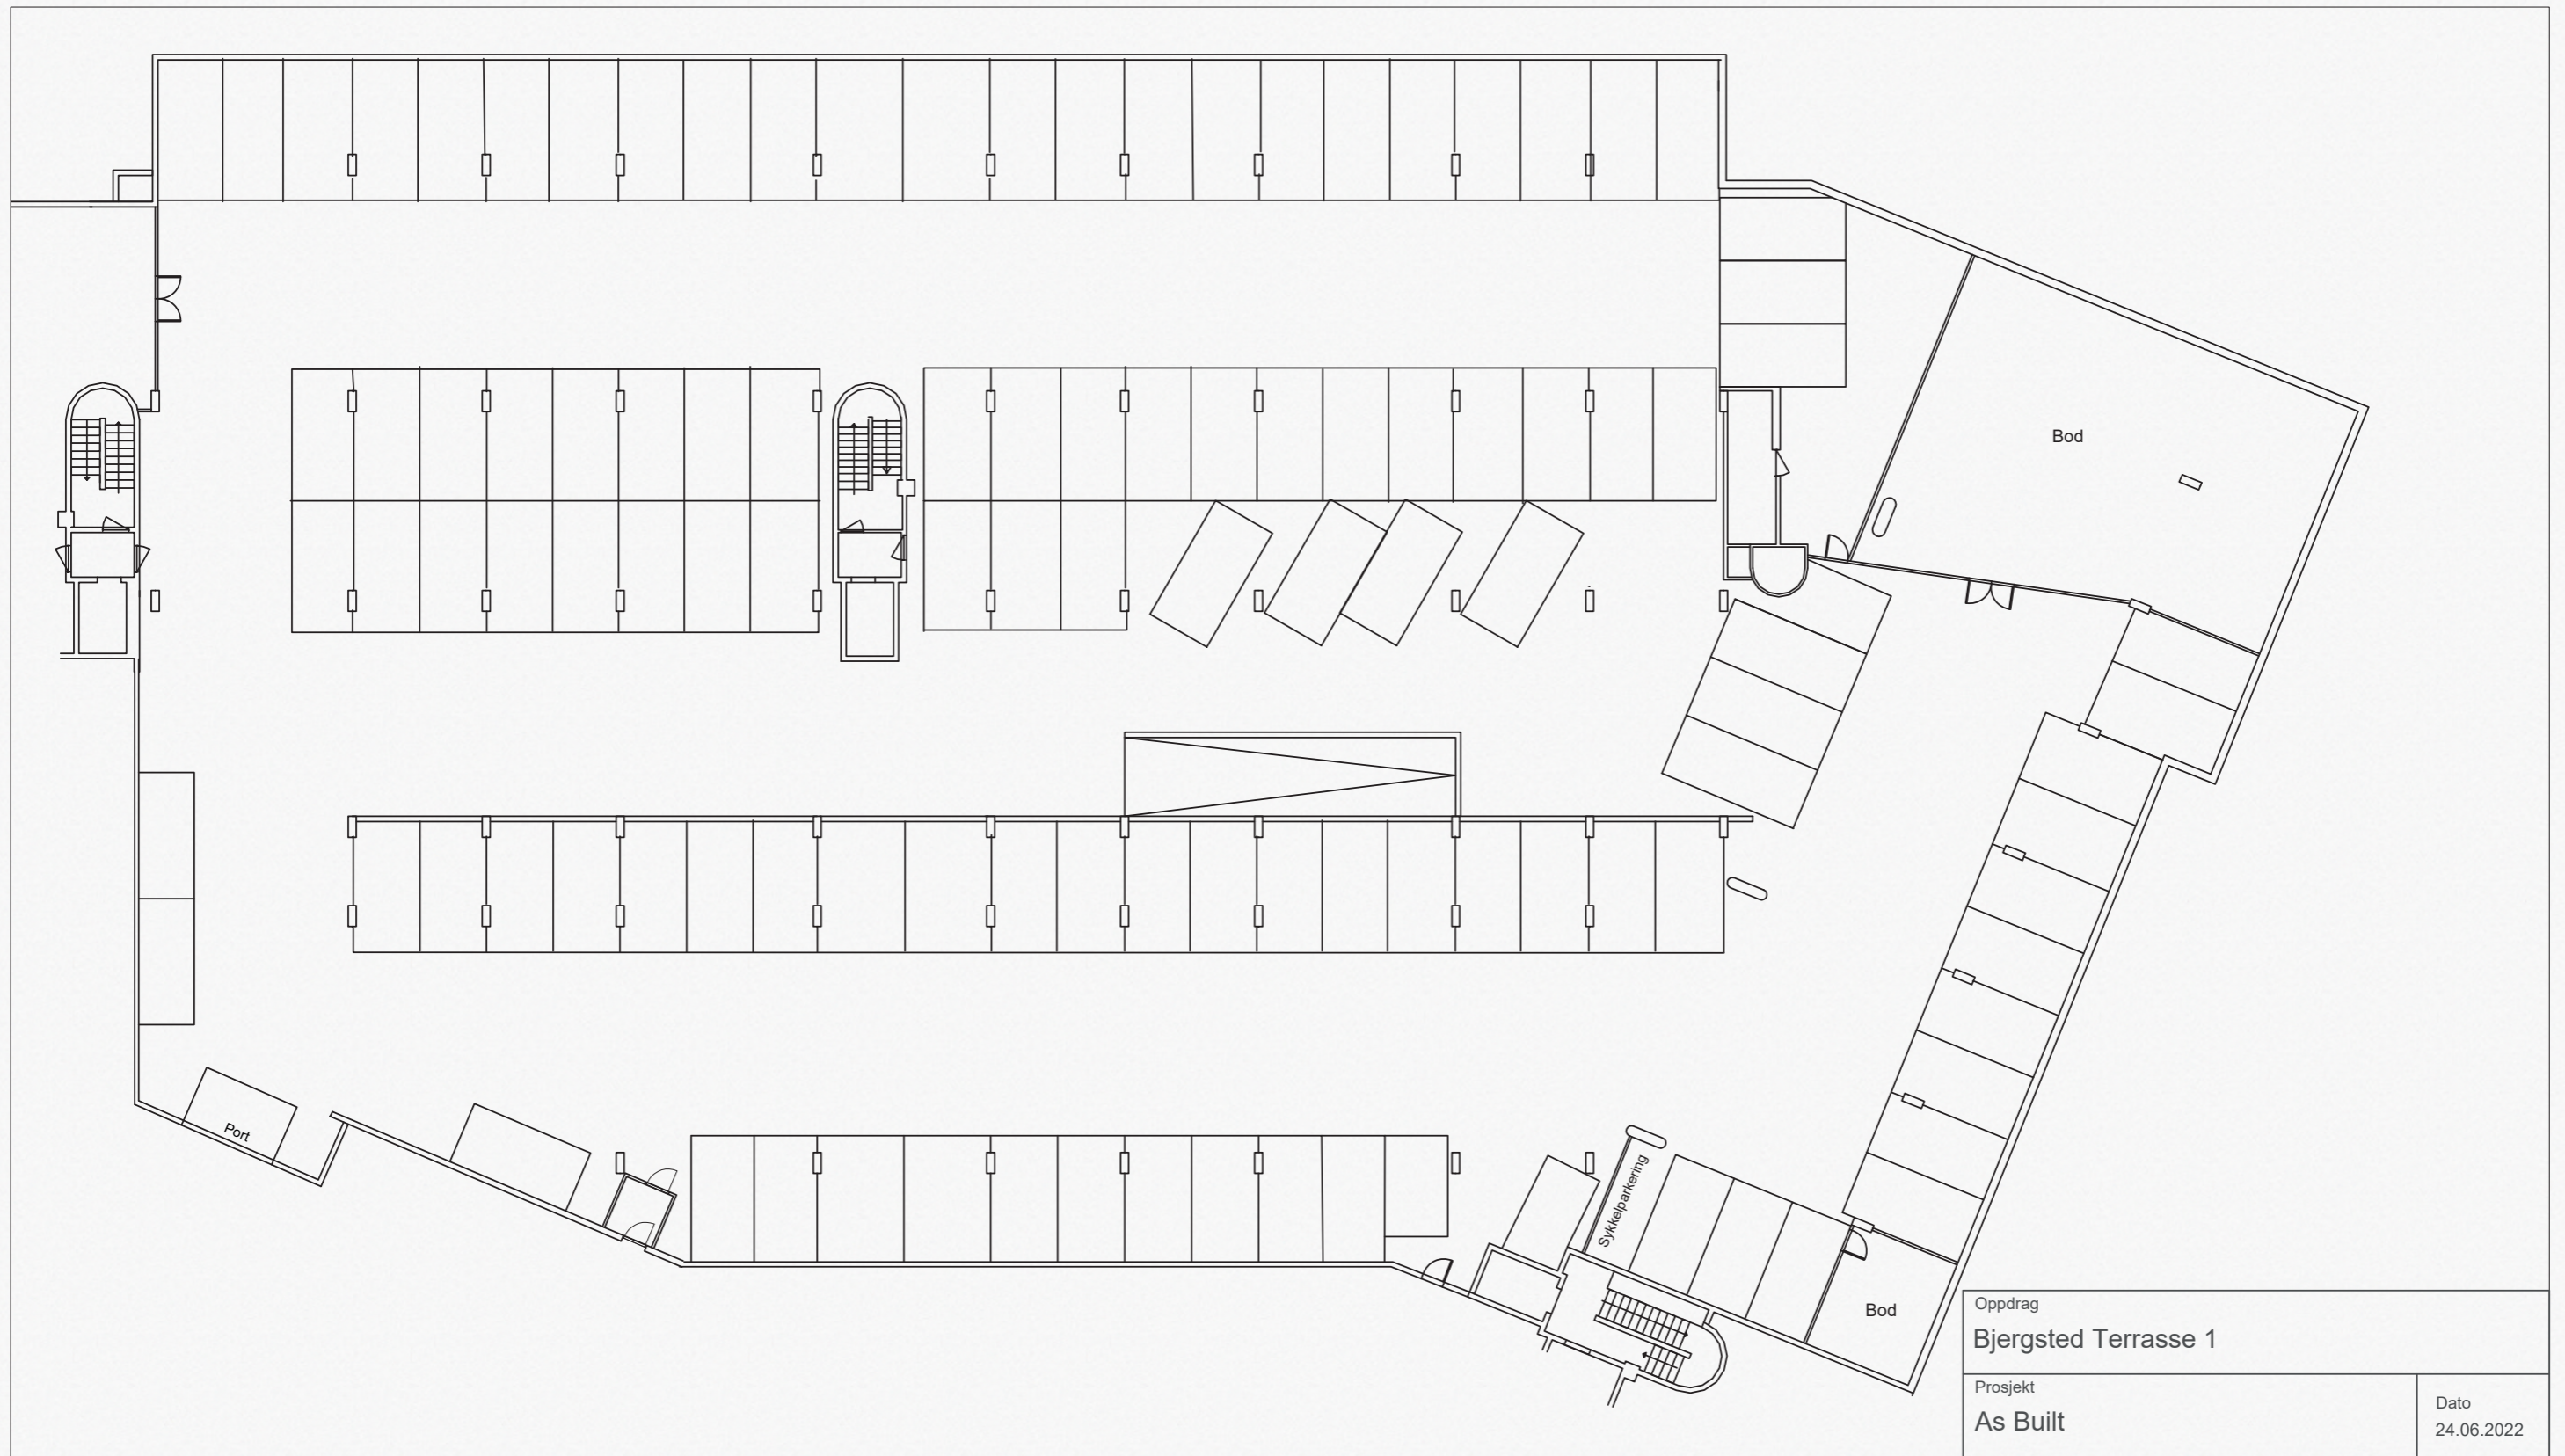 Bod
Port
Sykkelparkering
Bod
Oppdrag
Bjergsted Terrasse 1
Prosjekt
As Built
Dato
24.06.2022